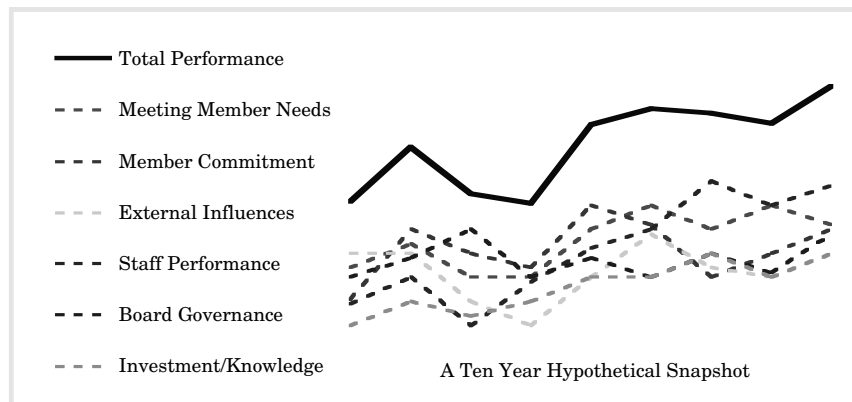 Total Performance
Meeting Member Needs
Member Commitment
External Influences
Staff Performance
Board Governance
Investment/Knowledge
A Ten Year Hypothetical Snapshot